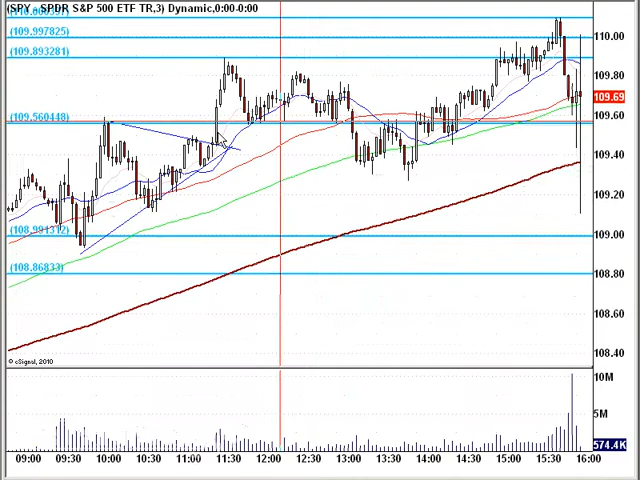 (SPY - SPDR S&P 500 ETF TR,3) Dynamic,0:00-0:00
(109.997825)
(109.893281)
(109.560448)
(108.991312)
(108.86833)
110.00
109.80
109.69
109.60
109.40
109.20
109.00
108.80
108.60
108.40
© eSignal, 2010
10M
5M
574.4K
09:00 09:30 10:00 10:30 11:00 11:30 12:00 12:30 13:00 13:30 14:00 14:30 15:00 15:30 16:00